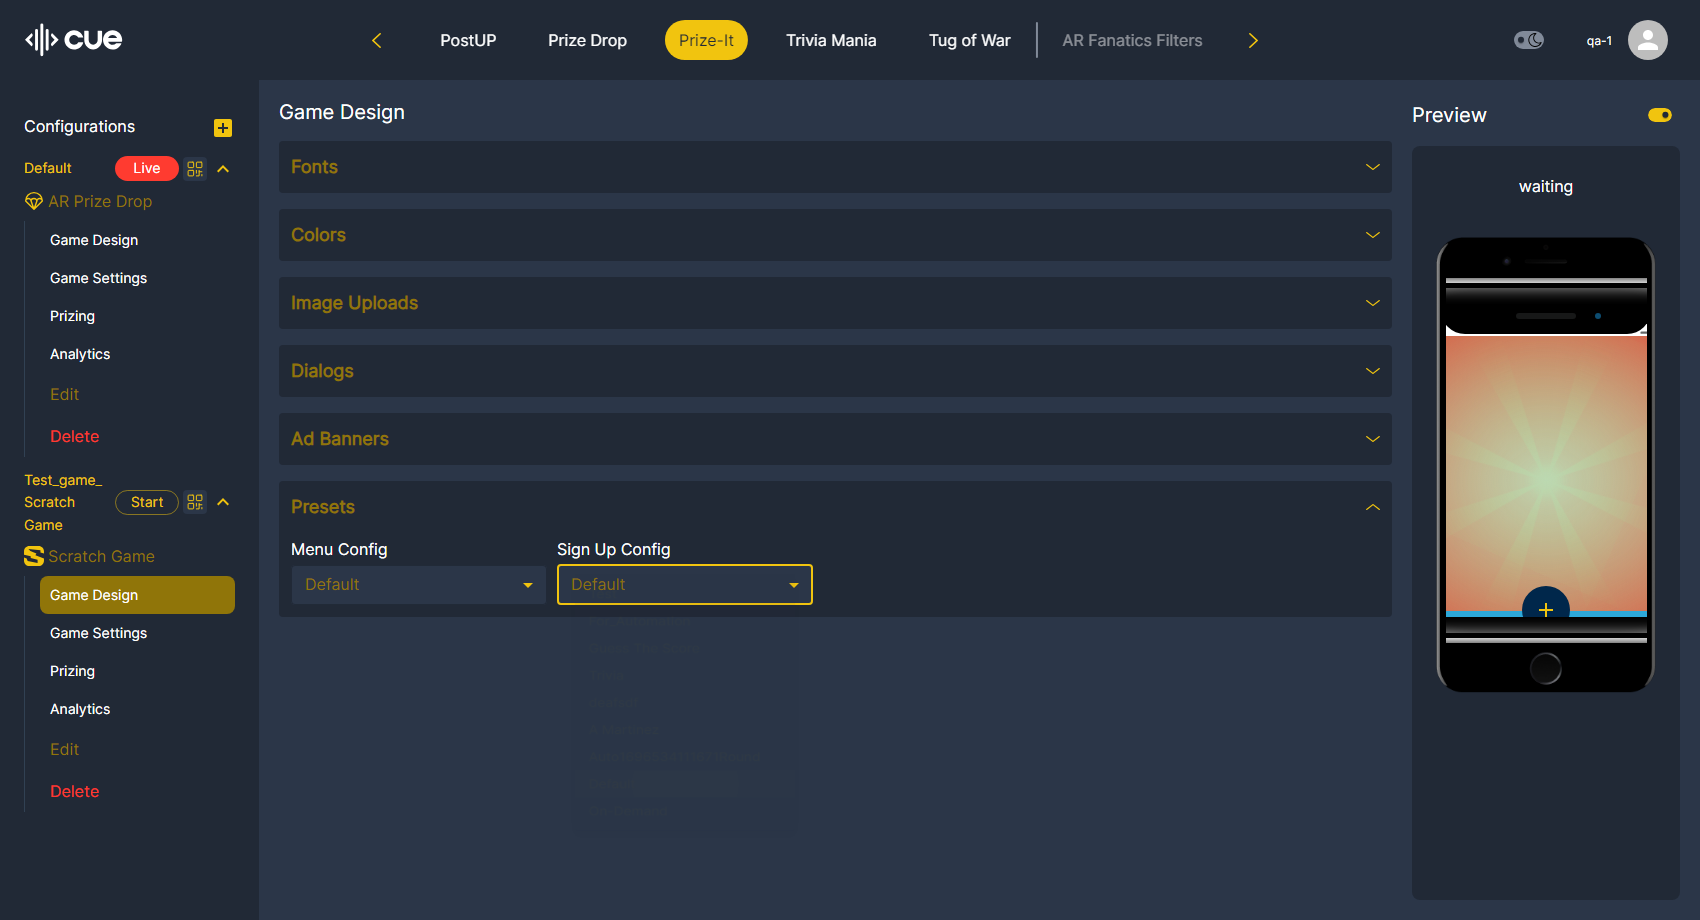 cue
PostUP
Prize Drop
Prize-It
Trivia Mania
Tug of War
AR Fanatics Filters
qa-1
Configurations
Default
Live
AR Prize Drop
Game Design
Game Settings
Prizing
Analytics
Edit
Delete
Test_game_
Scratch
Game
Start
Scratch Game
Game Design
Game Settings
Prizing
Analytics
Edit
Delete
Game Design
Fonts
Colors
Image Uploads
Dialogs
Ad Banners
Presets
Menu Config
Sign Up Config
Default
Default
Preview
waiting